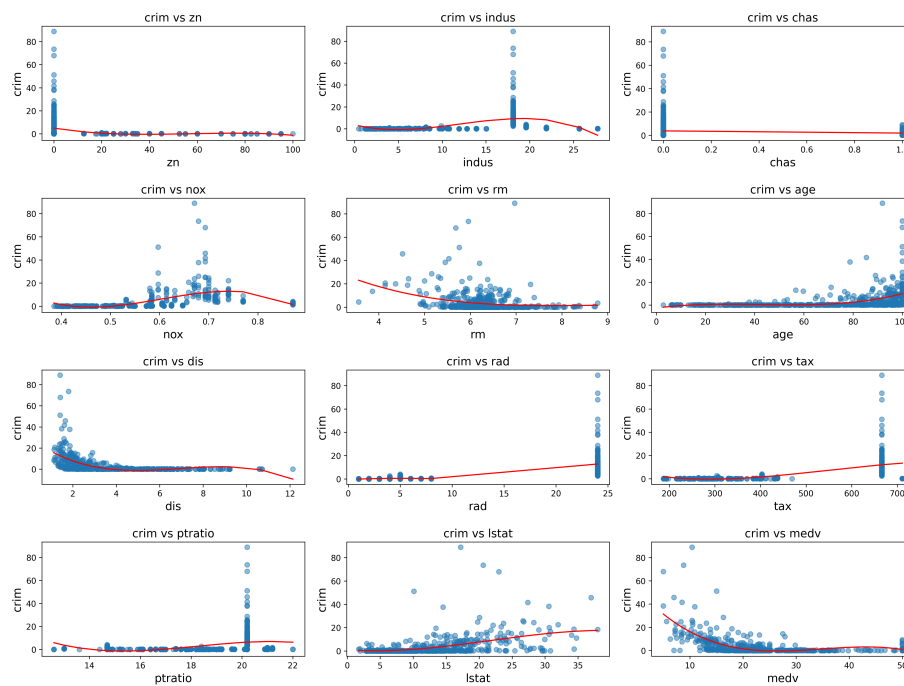 crim vs zn
crim vs indus
crim vs chas
crim
80
60
40
20
0
0 20 40 60 80 100
zn
crim
80
60
40
20
0
0 5 10 15 20 25
indus
crim
80
60
40
20
0
0.0 0.2 0.4 0.6 0.8
chas
crim vs nox
crim vs rm
crim vs age
crim
80
60
40
20
0
0.4 0.5 0.6 0.7 0.8
nox
crim
80
60
40
20
0
4 5 6 7 8 9
rm
crim
80
60
40
20
0
0 20 40 60 80
age
crim vs dis
crim vs rad
crim vs tax
crim
80
60
40
20
0
2 4 6 8 10 12
dis
crim
80
60
40
20
0
0 5 10 15 20 25
rad
crim
80
60
40
20
0
200 300 400 500 600
tax
crim vs ptratio
crim vs lstat
crim vs medv
crim
80
60
40
20
0
14 16 18 20 22
ptratio
crim
80
60
40
20
0
0 5 10 15 20 25 30 35
lstat
crim
80
60
40
20
0
10 20 30 40
medv